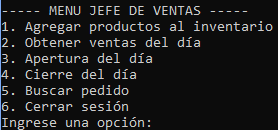 ----- MENU JEFE DE VENTAS -----
1. Agregar productos al inventario
2. Obtener ventas del día
3. Apertura del día
4. Cierre del día
5. Buscar pedido
6. Cerrar sesión
Ingrese una opción: